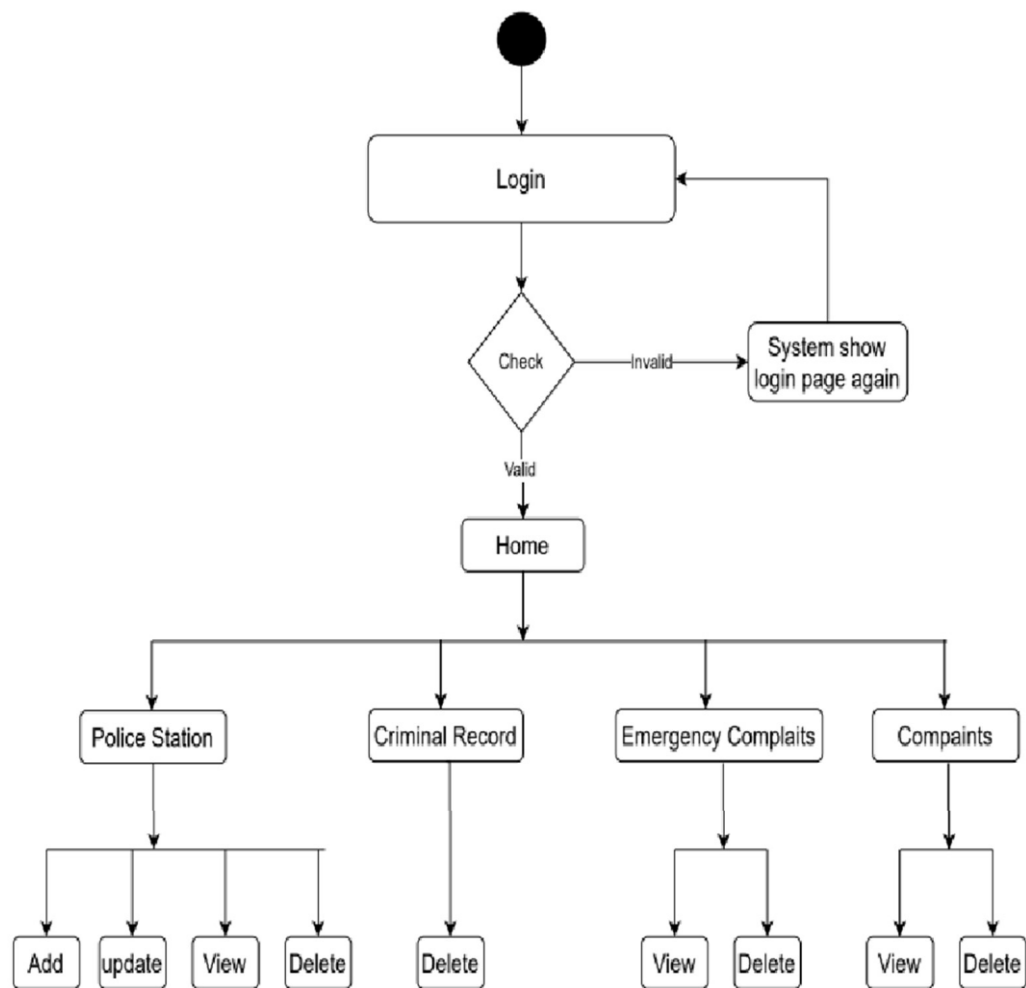 Login
Check
Invalid
System show
login page again
Valid
Home
Police Station
Criminal Record
Emergency Complaits
Compaints
Add
update
View
Delete
Delete
View
Delete
View
Delete